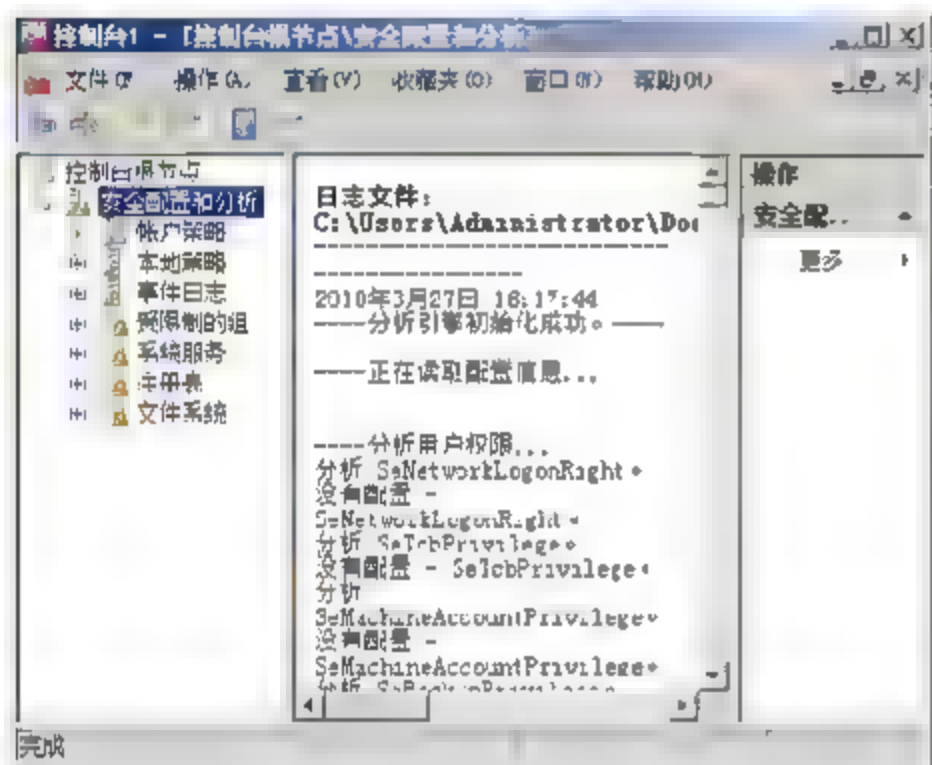 控制台1 - [控制台根节点\安全配置和分析
文件(F) 操作(A) 查看(V) 收藏夹(O) 窗口(W) 帮助(H)
控制台根节点
安全配置和分析
帐户策略
本地策略
事件日志
受限制的组
系统服务
注册表
文件系统
日志文件:
C:\Users\Administrator\Doc
----------------------------
----------------
2010年3月27日 16:17:44
----分析引擎初始化成功。----
----正在读取配置信息...
----分析用户权限...
分析 SeNetworkLogonRight。
没有配置 -
SeNetworkLogonRight。
分析 SeTcbPrivilege。
没有配置 - SeTcbPrivilege。
分析
SeMachineAccountPrivilege。
没有配置 -
SeMachineAccountPrivilege。
分析 SeBackupPrivilege。
操作
安全配..
更多
完成